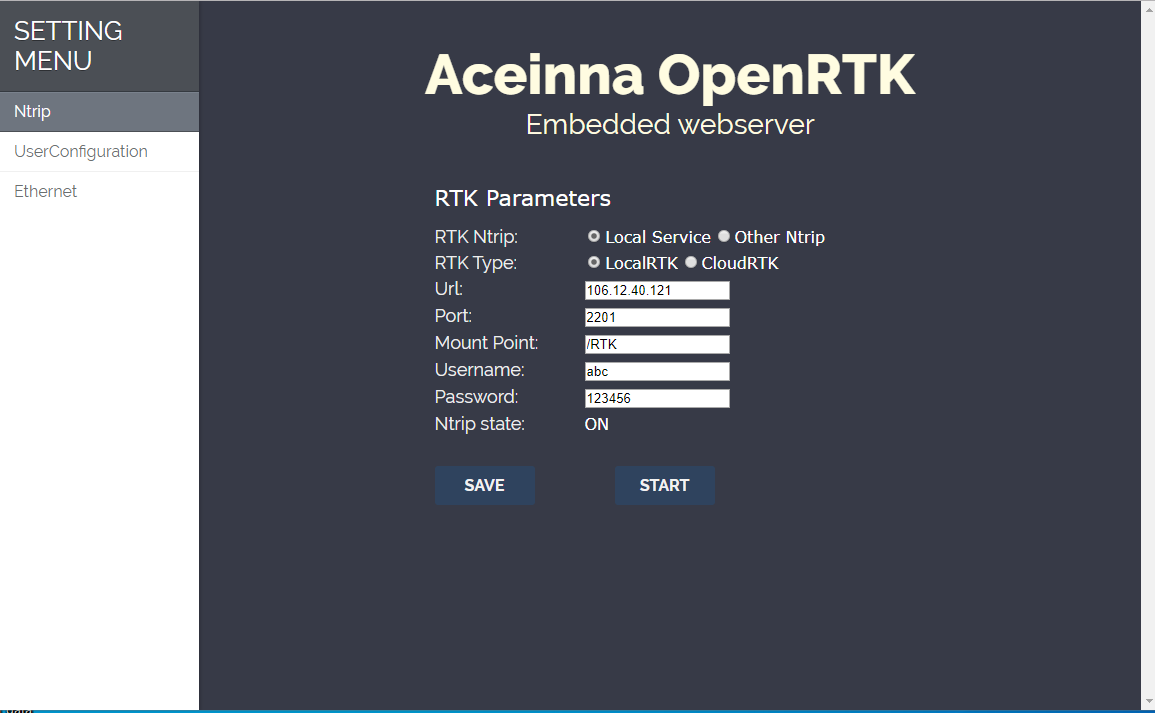 SETTING
MENU
Ntrip
UserConfiguration
Ethernet
Aceinna OpenRTK
Embedded webserver
RTK Parameters
RTK Ntrip: Local Service Other Ntrip
RTK Type: LocalRTK CloudRTK
Url: 106.12.40.121
Port: 2201
Mount Point: /RTK
Username: abc
Password: 123456
Ntrip state: ON
SAVE START